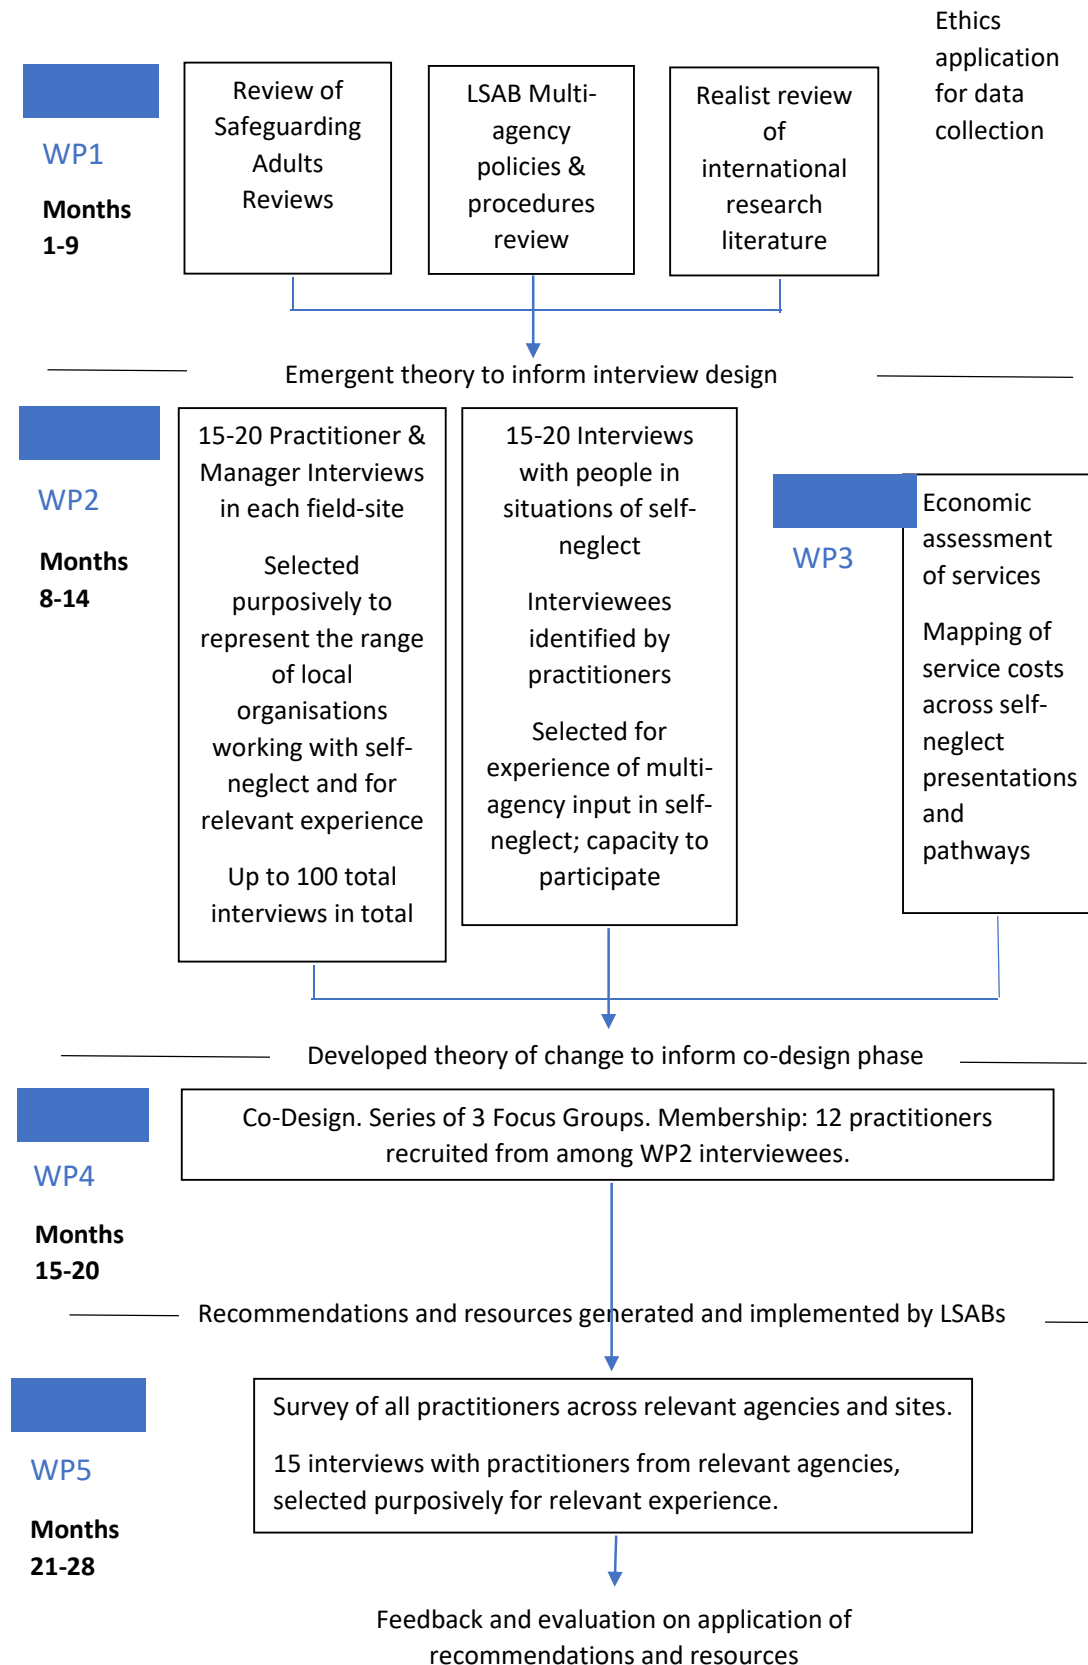 Ethics
application
for data
collection
WP1
Months
1-9
Review of
Safeguarding
Adults
Reviews
LSAB Multi-
agency
policies &
procedures
review
Realist review
of
international
research
literature
Emergent theory to inform interview design
WP2
Months
8-14
15-20 Practitioner &
Manager Interviews
in each field-site
Selected
purposively to
represent the range
of local
organisations
working with self-
neglect and for
relevant experience
Up to 100 total
interviews in total
15-20 Interviews
with people in
situations of self-
neglect
Interviewees
identified by
practitioners
Selected for
experience of multi-
agency input in self-
neglect; capacity to
participate
WP3
Economic
assessment
of services
Mapping of
service costs
across self-
neglect
presentations
and
pathways
Developed theory of change to inform co-design phase
WP4
Months
15-20
Co-Design. Series of 3 Focus Groups. Membership: 12 practitioners
recruited from among WP2 interviewees.
Recommendations and resources generated and implemented by LSABs
WP5
Months
21-28
Survey of all practitioners across relevant agencies and sites.
15 interviews with practitioners from relevant agencies,
selected purposively for relevant experience.
Feedback and evaluation on application of
recommendations and resources